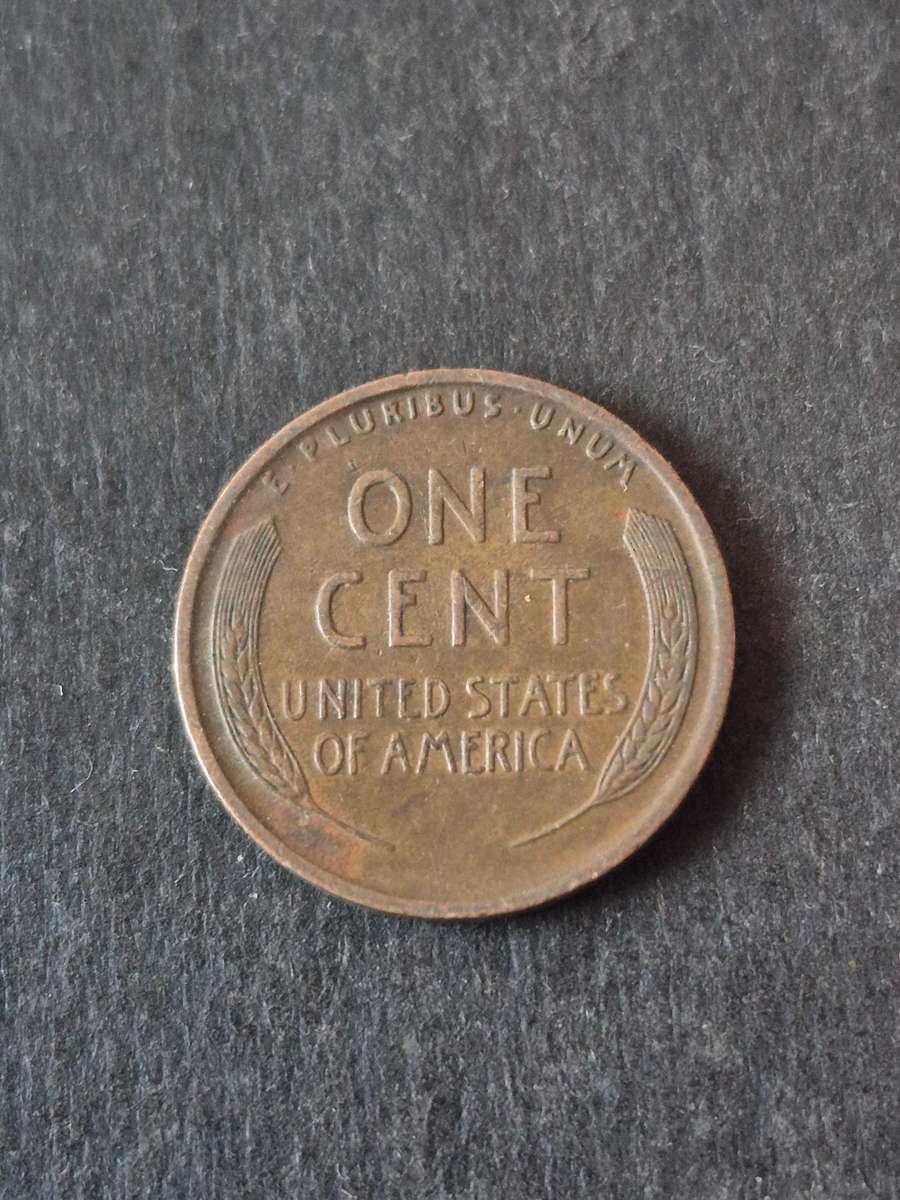 E · PLURIBUS · UNUM
ONE
CENT
UNITED STATES
OF AMERICA